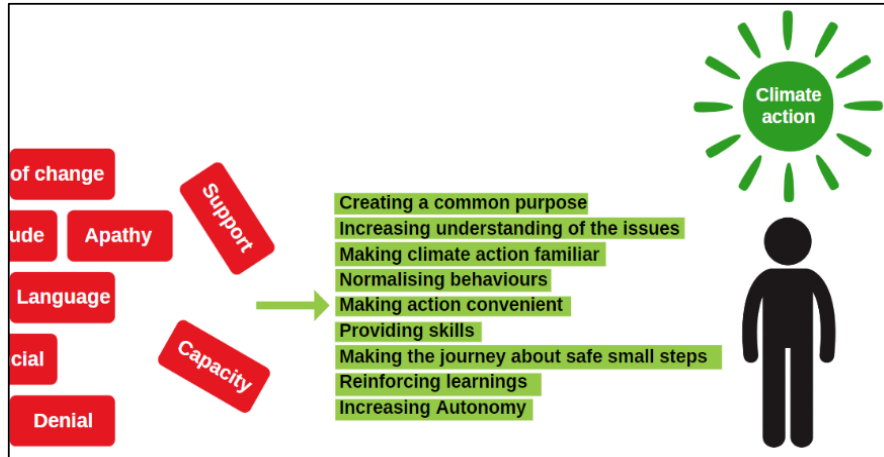 Climate
action
of change
ude
Apathy
Language
cial
Denial
Support
Capacity
Creating a common purpose
Increasing understanding of the issues
Making climate action familiar
Normalising behaviours
Making action convenient
Providing skills
Making the journey about safe small steps
Reinforcing learnings
Increasing Autonomy